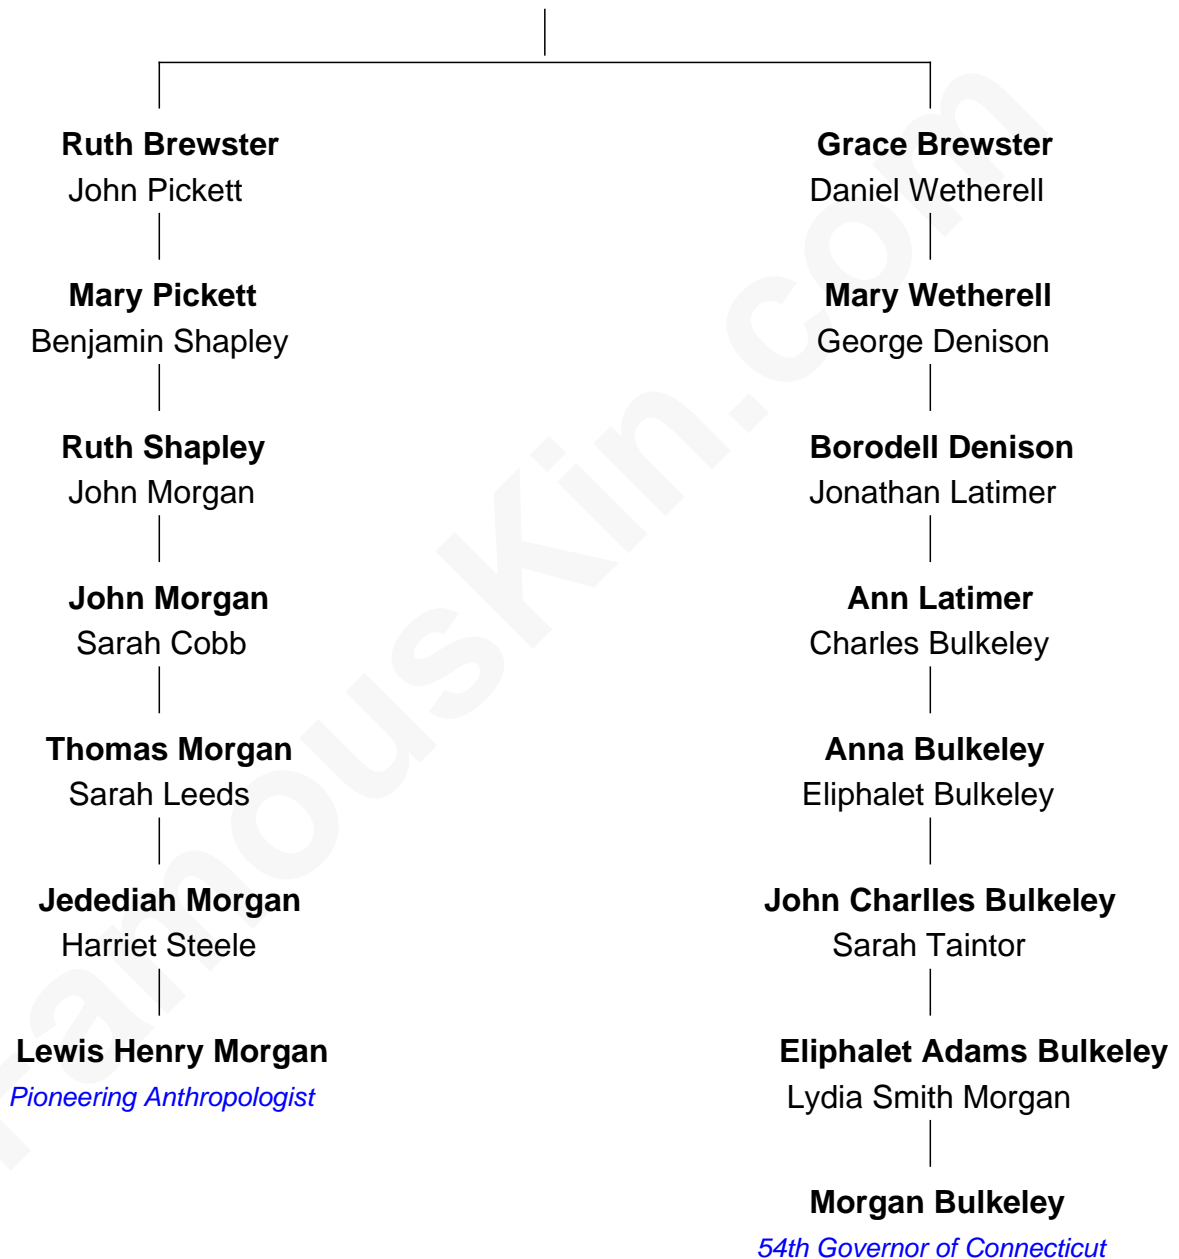 Ruth Brewster
John Pickett
Grace Brewster
Daniel Wetherell
Mary Pickett
Benjamin Shapley
Mary Wetherell
George Denison
Ruth Shapley
John Morgan
Borodell Denison
Jonathan Latimer
John Morgan
Sarah Cobb
Ann Latimer
Charles Bulkeley
Thomas Morgan
Sarah Leeds
Anna Bulkeley
Eliphalet Bulkeley
Jedediah Morgan
Harriet Steele
John Charlles Bulkeley
Sarah Taintor
Lewis Henry Morgan
Pioneering Anthropologist
Eliphalet Adams Bulkeley
Lydia Smith Morgan
Morgan Bulkeley
54th Governor of Connecticut
FamousKin.com